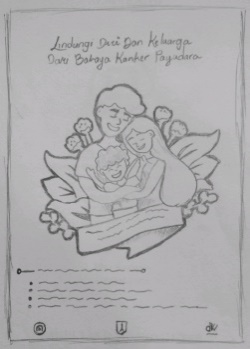 Lindungi Diri Dan Keluarga
Dari Bahaya Kanker Payudara